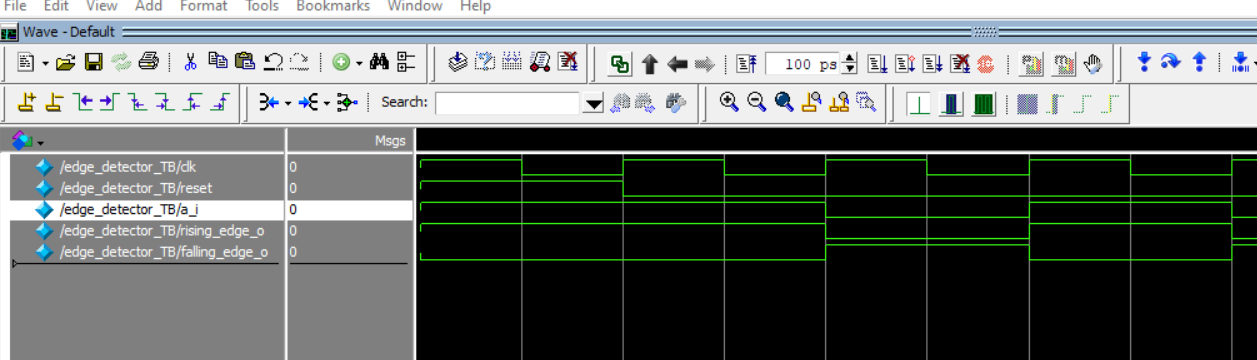 File Edit View Add Format Tools Bookmarks Window Help
Wave - Default
100 ps
Search:
Msgs
/edge_detector_TB/clk 0
/edge_detector_TB/reset 0
/edge_detector_TB/a_i 0
/edge_detector_TB/rising_edge_o 0
/edge_detector_TB/falling_edge_o 0